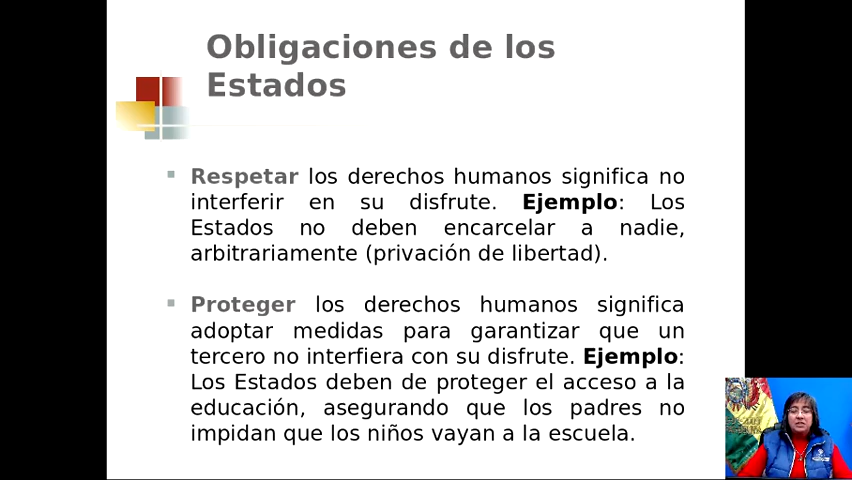 Obligaciones de los
Estados
Respetar los derechos humanos significa no
interferir en su disfrute. Ejemplo: Los
Estados no deben encarcelar a nadie,
arbitrariamente (privación de libertad).
Proteger los derechos humanos significa
adoptar medidas para garantizar que un
tercero no interfiera con su disfrute. Ejemplo:
Los Estados deben de proteger el acceso a la
educación, asegurando que los padres no
impidan que los niños vayan a la escuela.